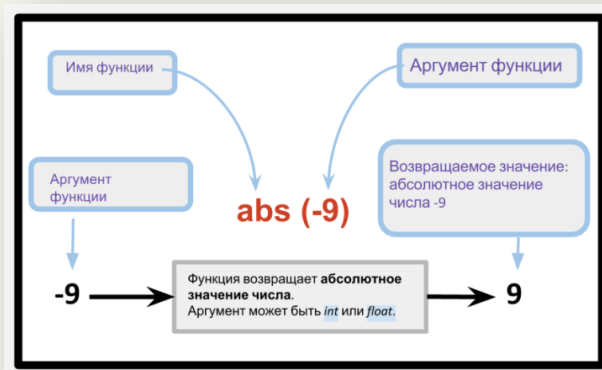 Имя функции
Аргумент функции
Аргумент
функции
Возвращаемое значение:
абсолютное значение
числа -9
abs (-9)
-9
Функция возвращает абсолютное
значение числа.
Аргумент может быть int или float.
9